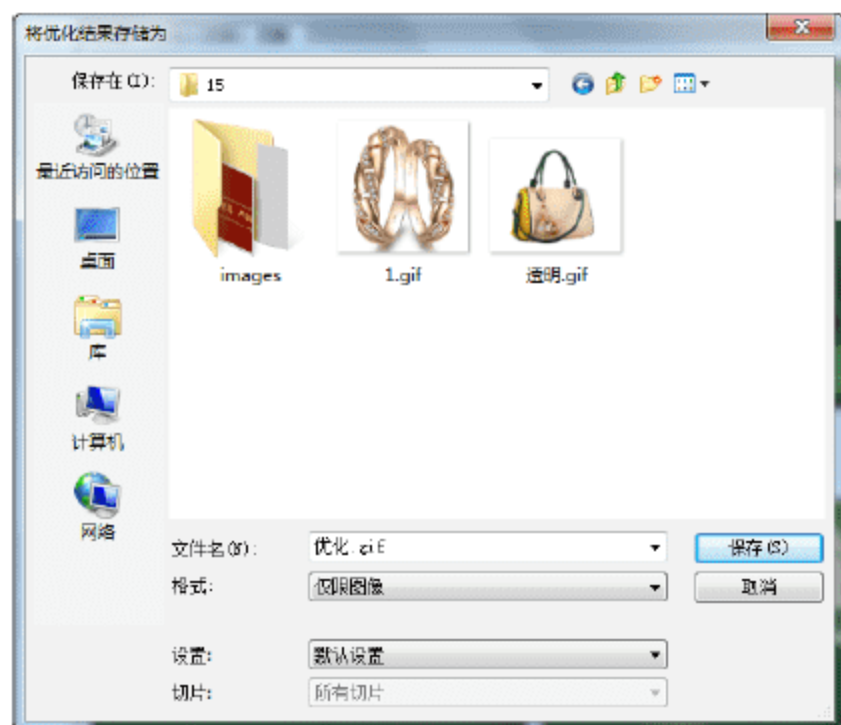 将优化结果存储为
保存在(I):
15
最近访问的位置
桌面
库
计算机
网络
images
1.gif
透明.gif
文件名(N):
优化.gif
保存(S)
格式:
仅限图像
取消
设置:
默认设置
切片:
所有切片